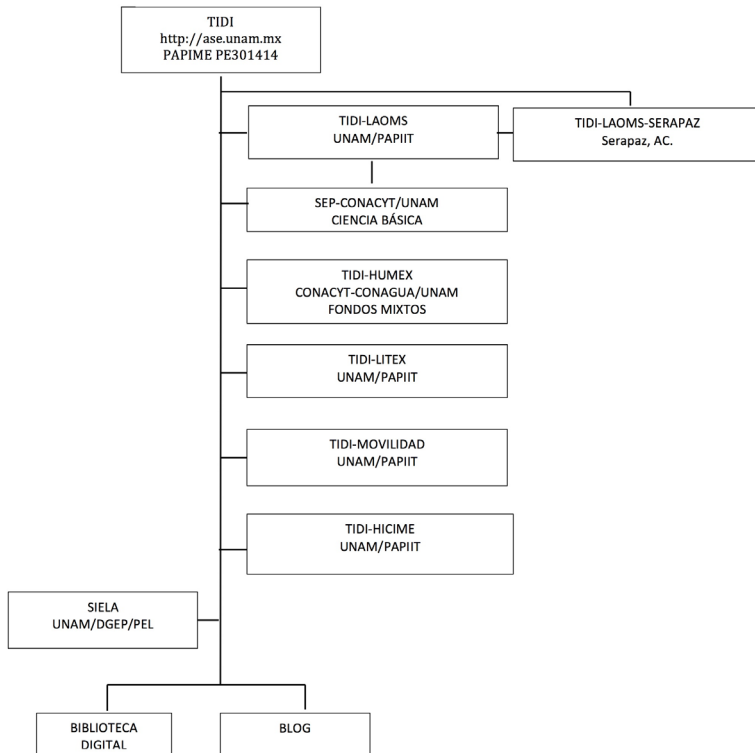 TIDI
http://ase.unam.mx
PAPIME PE301414
TIDI-LAOMS
UNAM/PAPIIT
TIDI-LAOMS-SERAPAZ
Serapaz, AC.
SEP-CONACYT/UNAM
CIENCIA BÁSICA
TIDI-HUMEX
CONACYT-CONAGUA/UNAM
FONDOS MIXTOS
TIDI-LITEX
UNAM/PAPIIT
TIDI-MOVILIDAD
UNAM/PAPIIT
TIDI-HICIME
UNAM/PAPIIT
SIELA
UNAM/DGEP/PEL
BIBLIOTECA
DIGITAL
BLOG